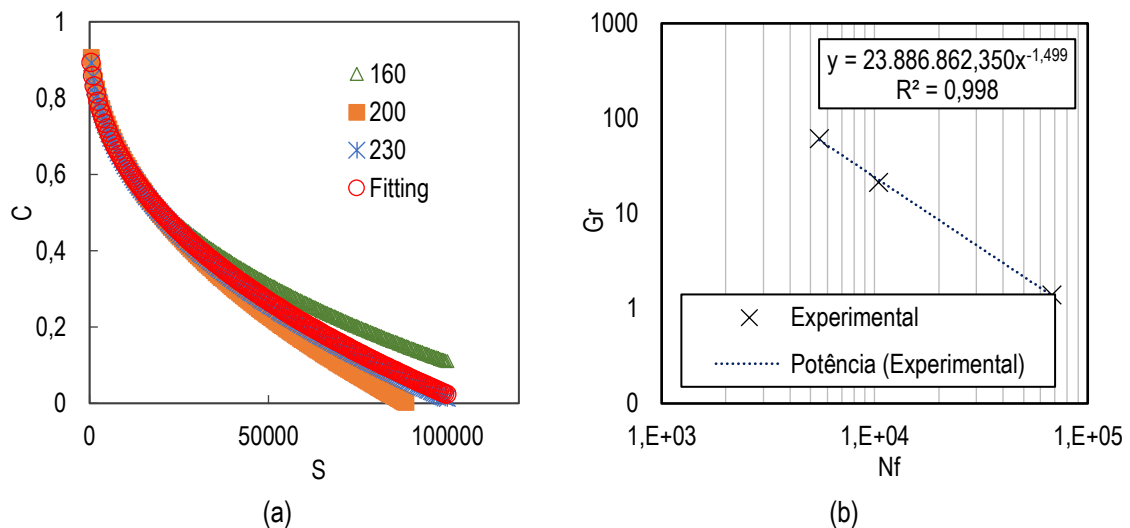 1
0,8
0,6
0,4
0,2
0
C
0
50000
100000
S
160
200
230
Fitting
(a)
1000
100
10
1
0
Gr
y = 23.886.862,350x^-1,499
R² = 0,998
Experimental
Potência (Experimental)
1,E+03
1,E+04
1,E+05
Nf
(b)